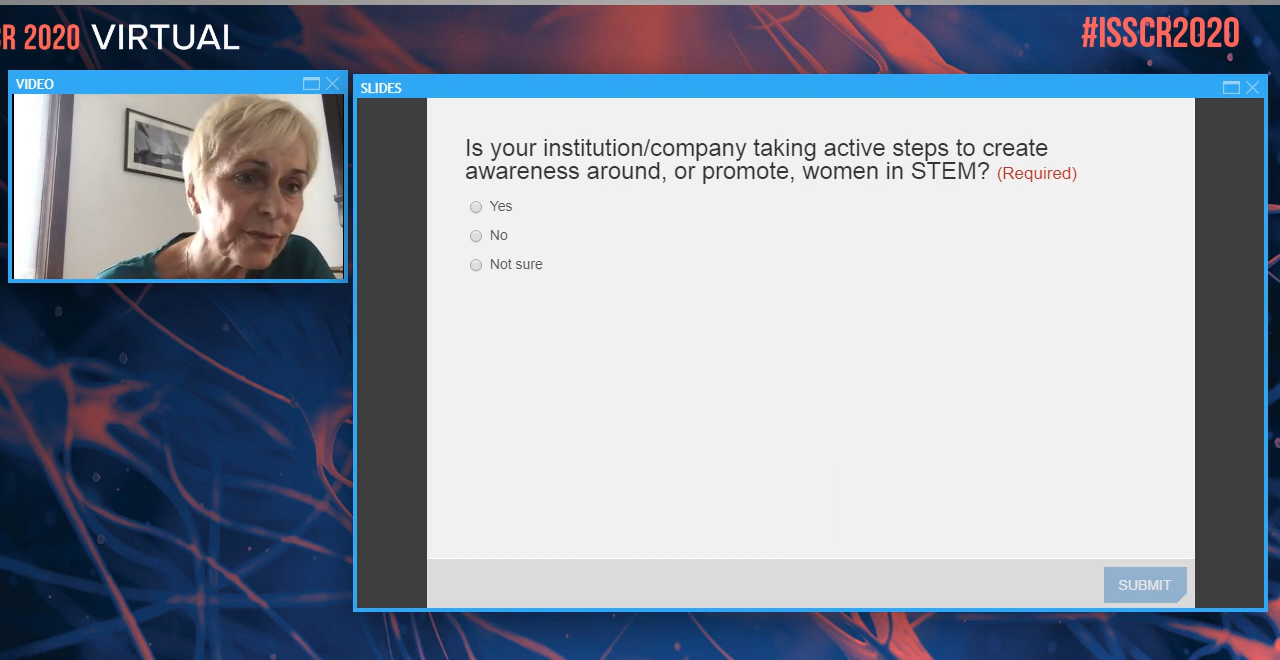 R 2020 VIRTUAL
#ISSCR2020
VIDEO
SLIDES
Is your institution/company taking active steps to create
awareness around, or promote, women in STEM? (Required)
Yes
No
Not sure
SUBMIT